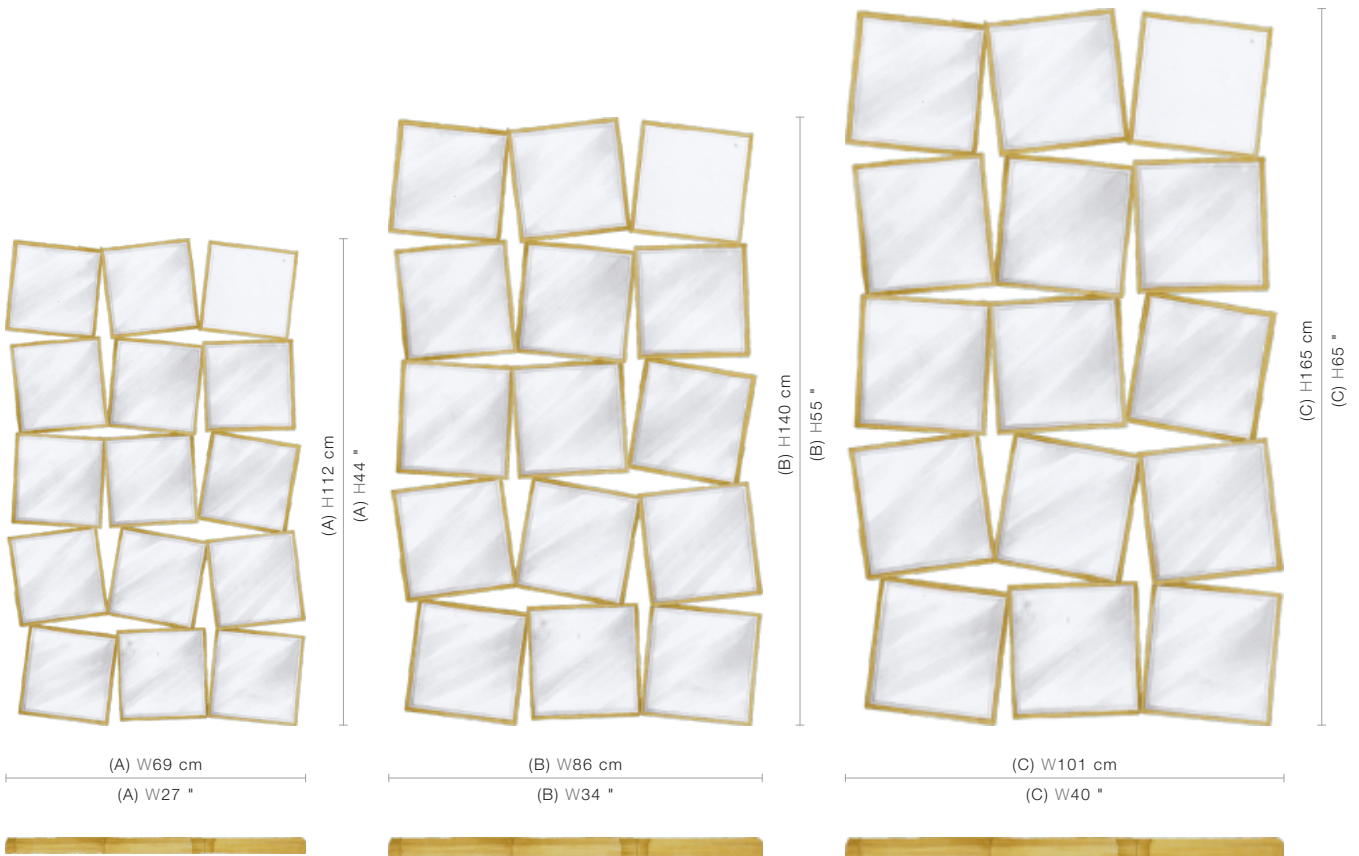 (A) H112 cm
(A) H44 "
(B) H140 cm
(B) H55 "
(C) H165 cm
(C) H65 "
(A) W69 cm
(A) W27 "
(B) W86 cm
(B) W34 "
(C) W101 cm
(C) W40 "